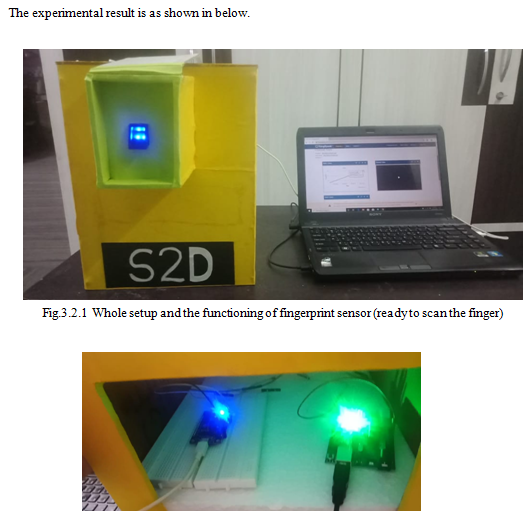 The experimental result is as shown in below.
S2D
SONY
Fig.3.2.1 Whole setup and the functioning of fingerprint sensor (ready to scan the finger)